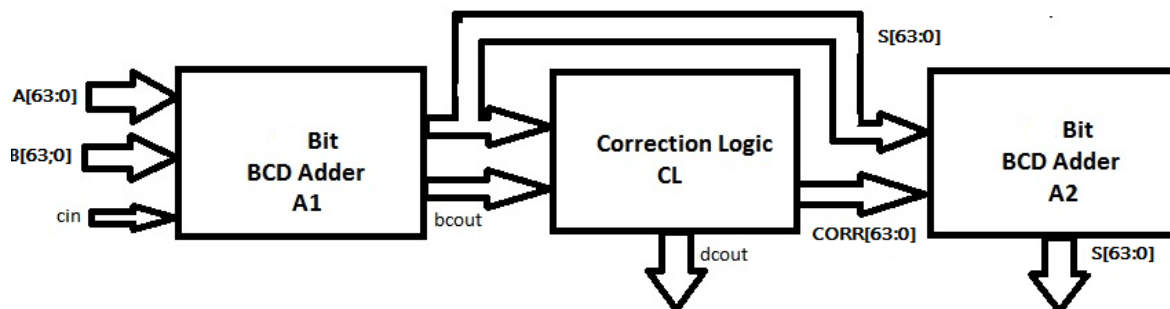 S[63:0]
A[63:0]
B[63;0]
cin
Bit
BCD Adder
A1
bcout
Correction Logic
CL
dcout
CORR[63:0]
Bit
BCD Adder
A2
S[63:0]